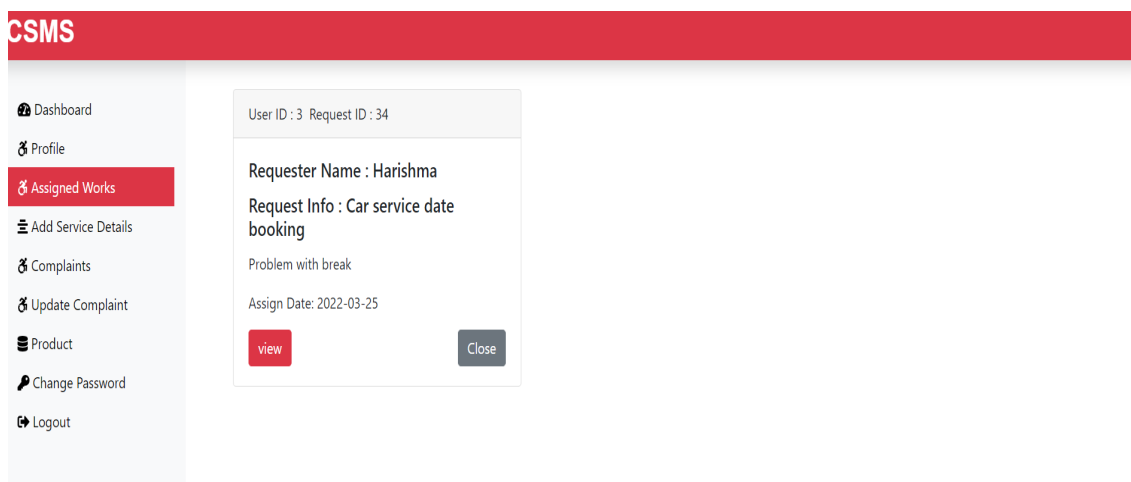 CSMS
Dashboard
Profile
Assigned Works
Add Service Details
Complaints
Update Complaint
Product
Change Password
Logout
User ID : 3 Request ID : 34
Requester Name : Harishma
Request Info : Car service date
booking
Problem with break
Assign Date: 2022-03-25
view
Close